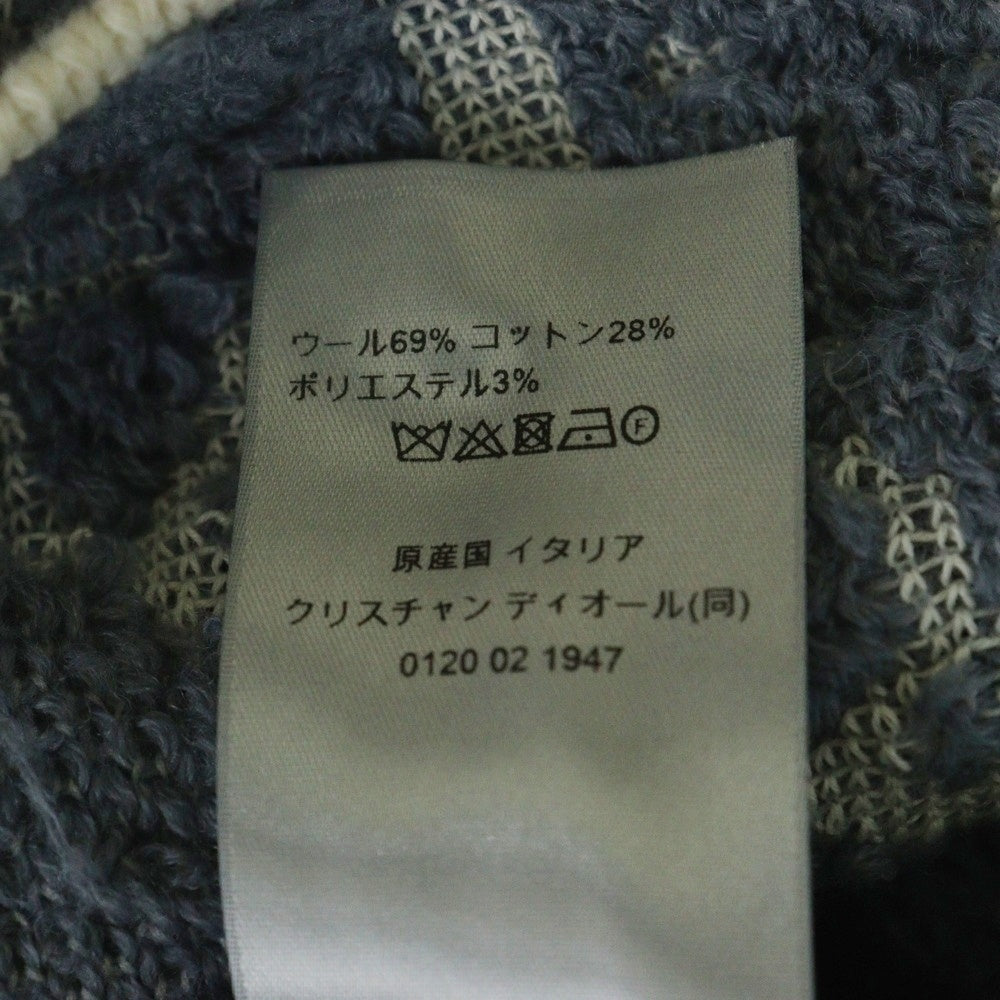 ウール69% コットン28%
ポリエステル3%
F
原産国 イタリア
クリスチャン ディオール(同)
0120 02 1947